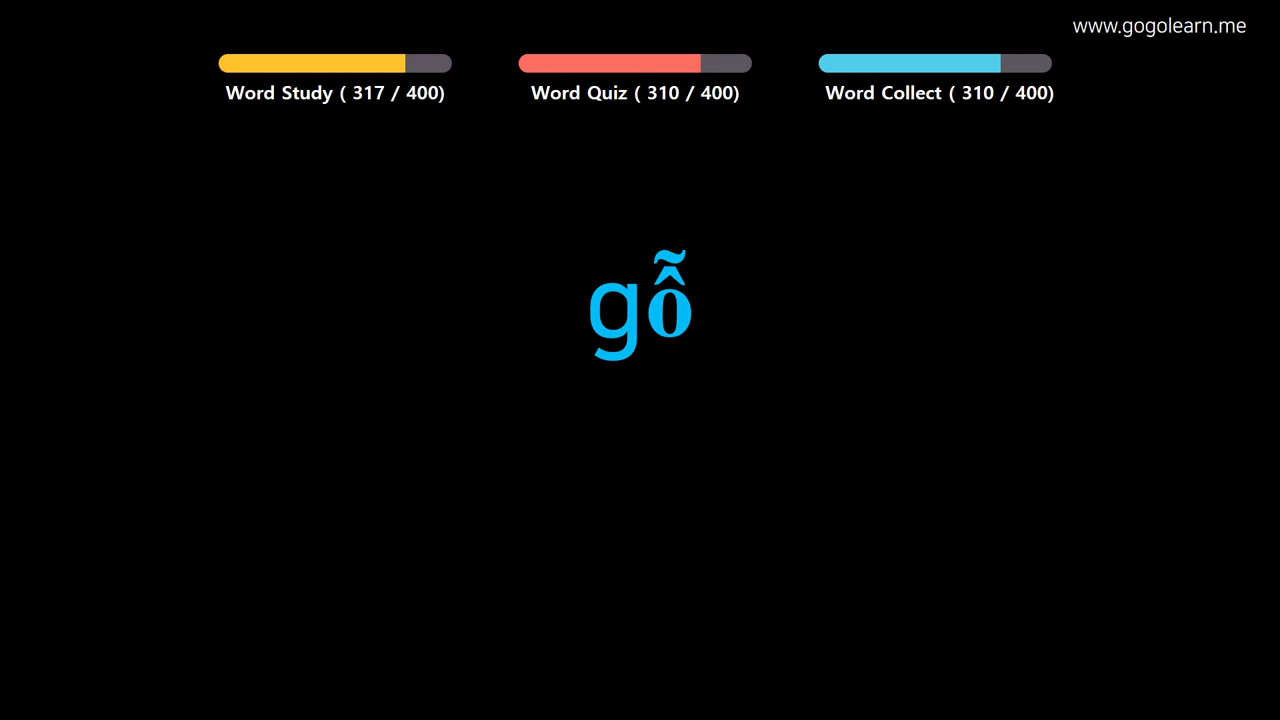 www.gogolearn.me
Word Study ( 317 / 400)
Word Quiz ( 310 / 400)
Word Collect ( 310 / 400)
gỗ